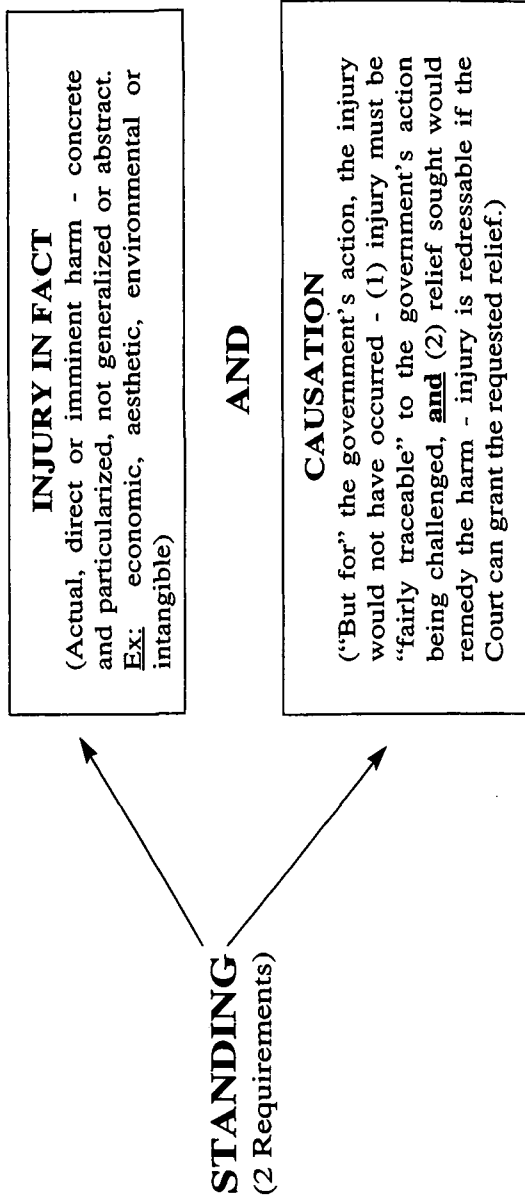 STANDING
(2 Requirements)
INJURY IN FACT
(Actual, direct or imminent harm - concrete
and particularized, not generalized or abstract.
Ex: economic, aesthetic, environmental or
intangible)
AND
CAUSATION
(“But for” the government’s action, the injury
would not have occurred - (1) injury must be
“fairly traceable” to the government’s action
being challenged, and (2) relief sought would
remedy the harm - injury is redressable if the
Court can grant the requested relief.)